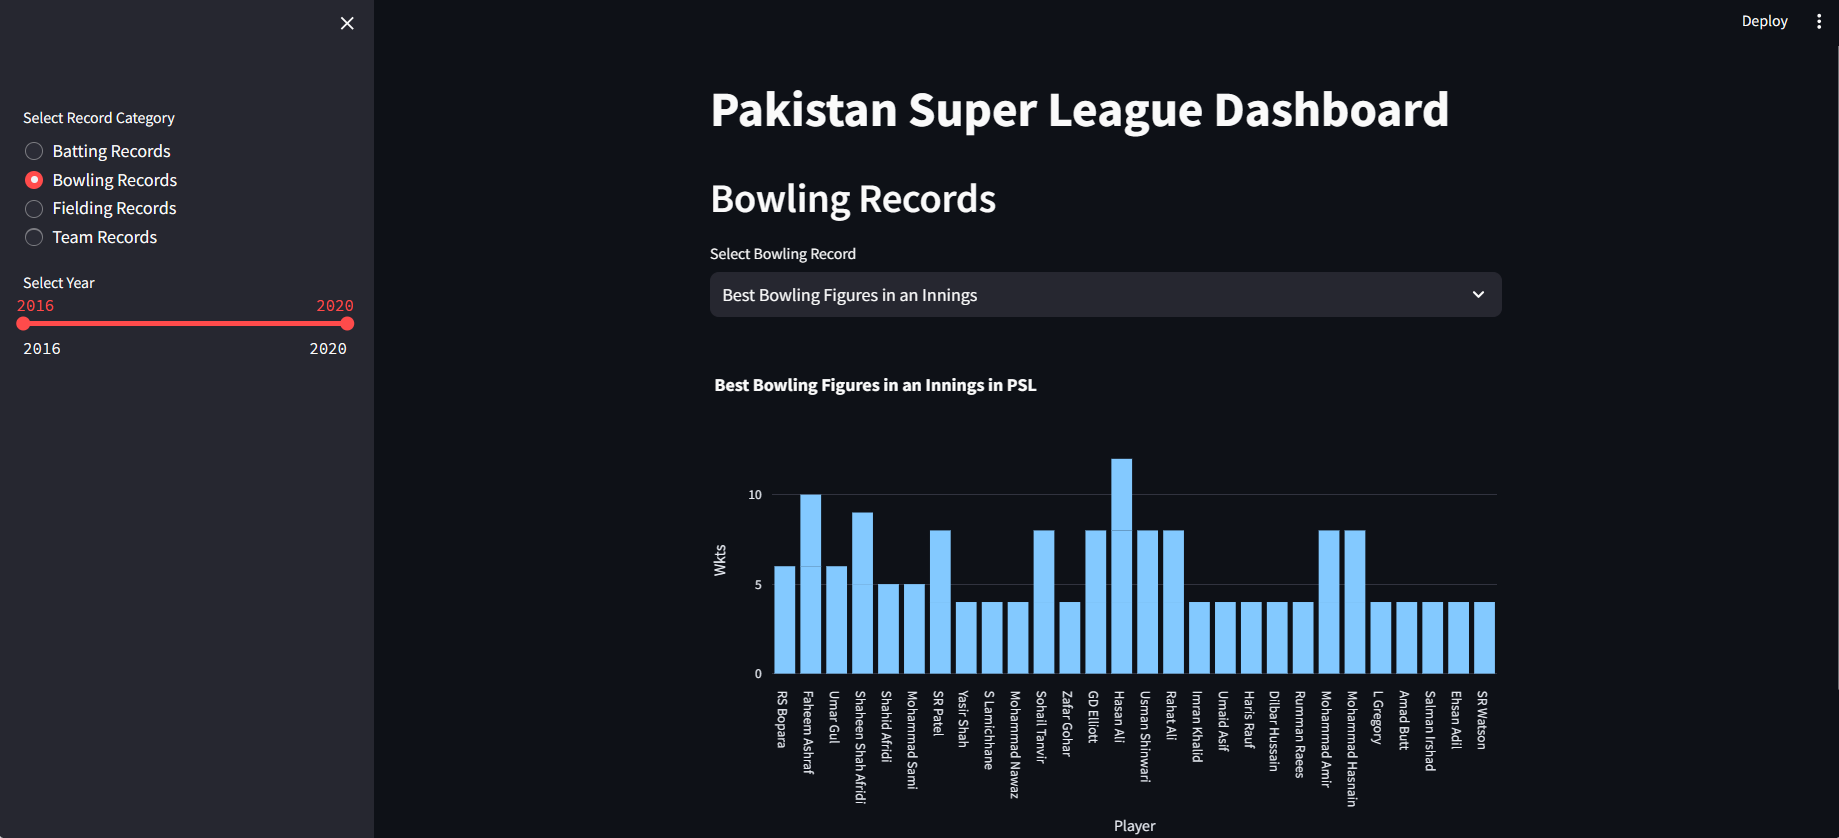 Deploy
Select Record Category
Batting Records
Bowling Records
Fielding Records
Team Records
Select Year
2016 2020
2016 2020
Pakistan Super League Dashboard
Bowling Records
Select Bowling Record
Best Bowling Figures in an Innings
Best Bowling Figures in an Innings in PSL
Wkts
10
5
0
RS Bopara
Faheem Ashraf
Umar Gul
Shaheen Shah Afridi
Shahid Afridi
Mohammad Sami
SR Patel
Yasir Shah
S Lamichhane
Mohammad Nawaz
Sohail Tanvir
Zafar Gohar
GD Elliott
Hasan Ali
Usman Shinwari
Rahat Ali
Imran Khalid
Umaid Asif
Haris Rauf
Dilbar Hussain
Rumman Raees
Mohammad Amir
Mohammad Hasnain
L Gregory
Amad Butt
Salman Irshad
Ehsan Adil
SR Watson
Player